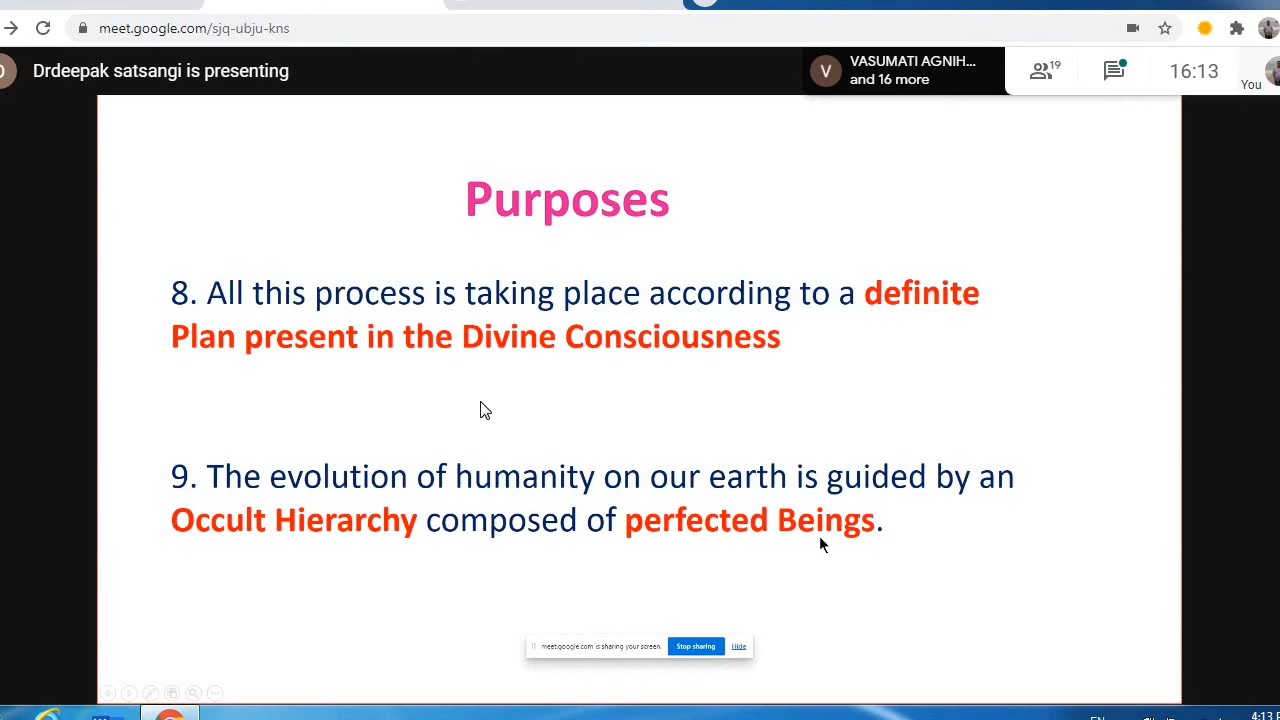 meet.google.com/sjq-ubju-kns
Drdeepak satsangi is presenting
V
VASUMATI AGNIH...
and 16 more
19
16:13
You
Purposes
8. All this process is taking place according to a definite
Plan present in the Divine Consciousness
9. The evolution of humanity on our earth is guided by an
Occult Hierarchy composed of perfected Beings.
meet.google.com is sharing your screen.
Stop sharing
Hide